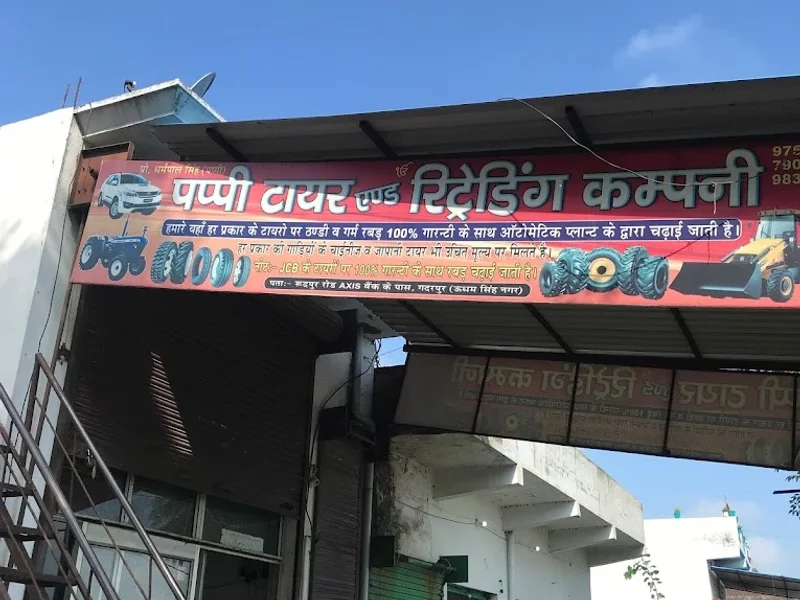 प्रो. धर्मपाल सिंह (पप्पी)
ੴ
975
पप्पी टायर एण्ड रिट्रेडिंग कम्पनी
790
983
हमारे यहाँ हर प्रकार के टायरो पर ठण्डी व गर्म रबड़ 100% गारन्टी के साथ ऑटोमेटिक प्लान्ट के द्वारा चढ़ाई जाती है।
हर प्रकार की गाड़ियों के चाईनीज व जापानी टायर भी उचित मूल्य पर मिलते है।
नोट:- JCB के टायरों पर 100% गारन्टी के साथ रबड़ चढ़ाई जाती है।
पता:- रूद्रपुर रोड AXIS बैंक के पास, गदरपुर (ऊधम सिंह नगर)